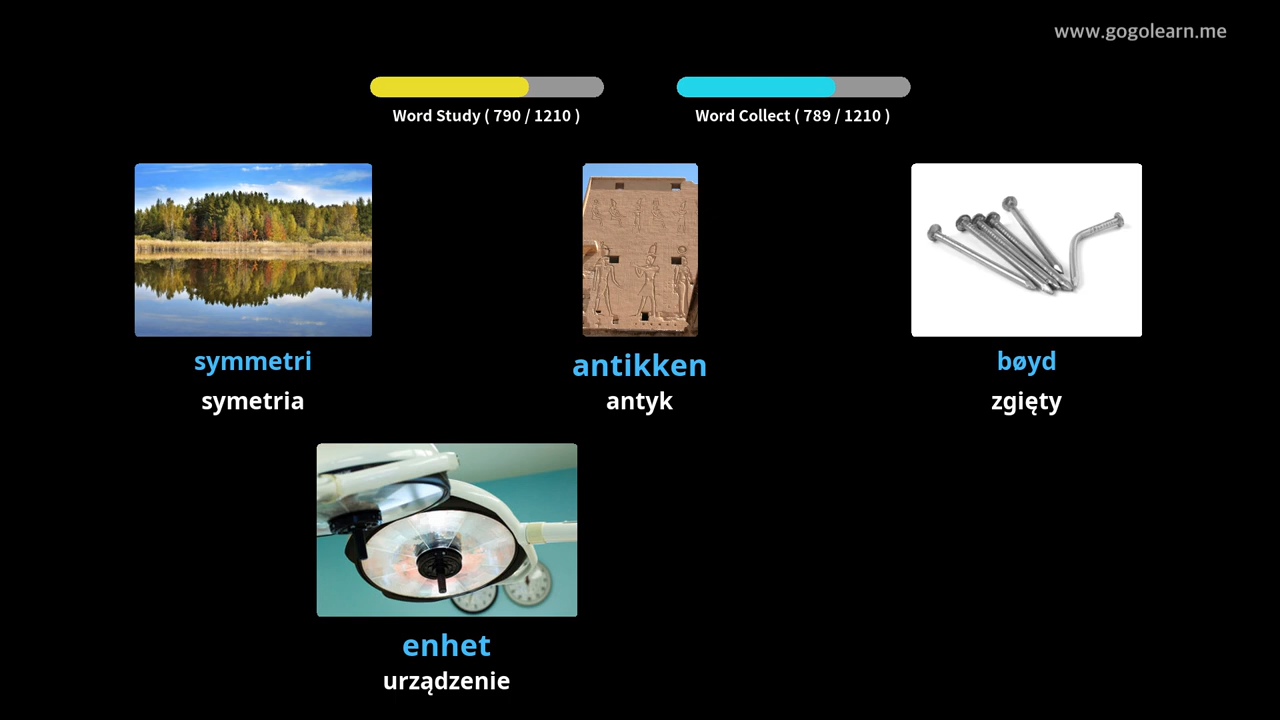 www.gogolearn.me
Word Study ( 790 / 1210 )
Word Collect ( 789 / 1210 )
symmetri
symetria
antikken
antyk
bøyd
zgięty
enhet
urządzenie